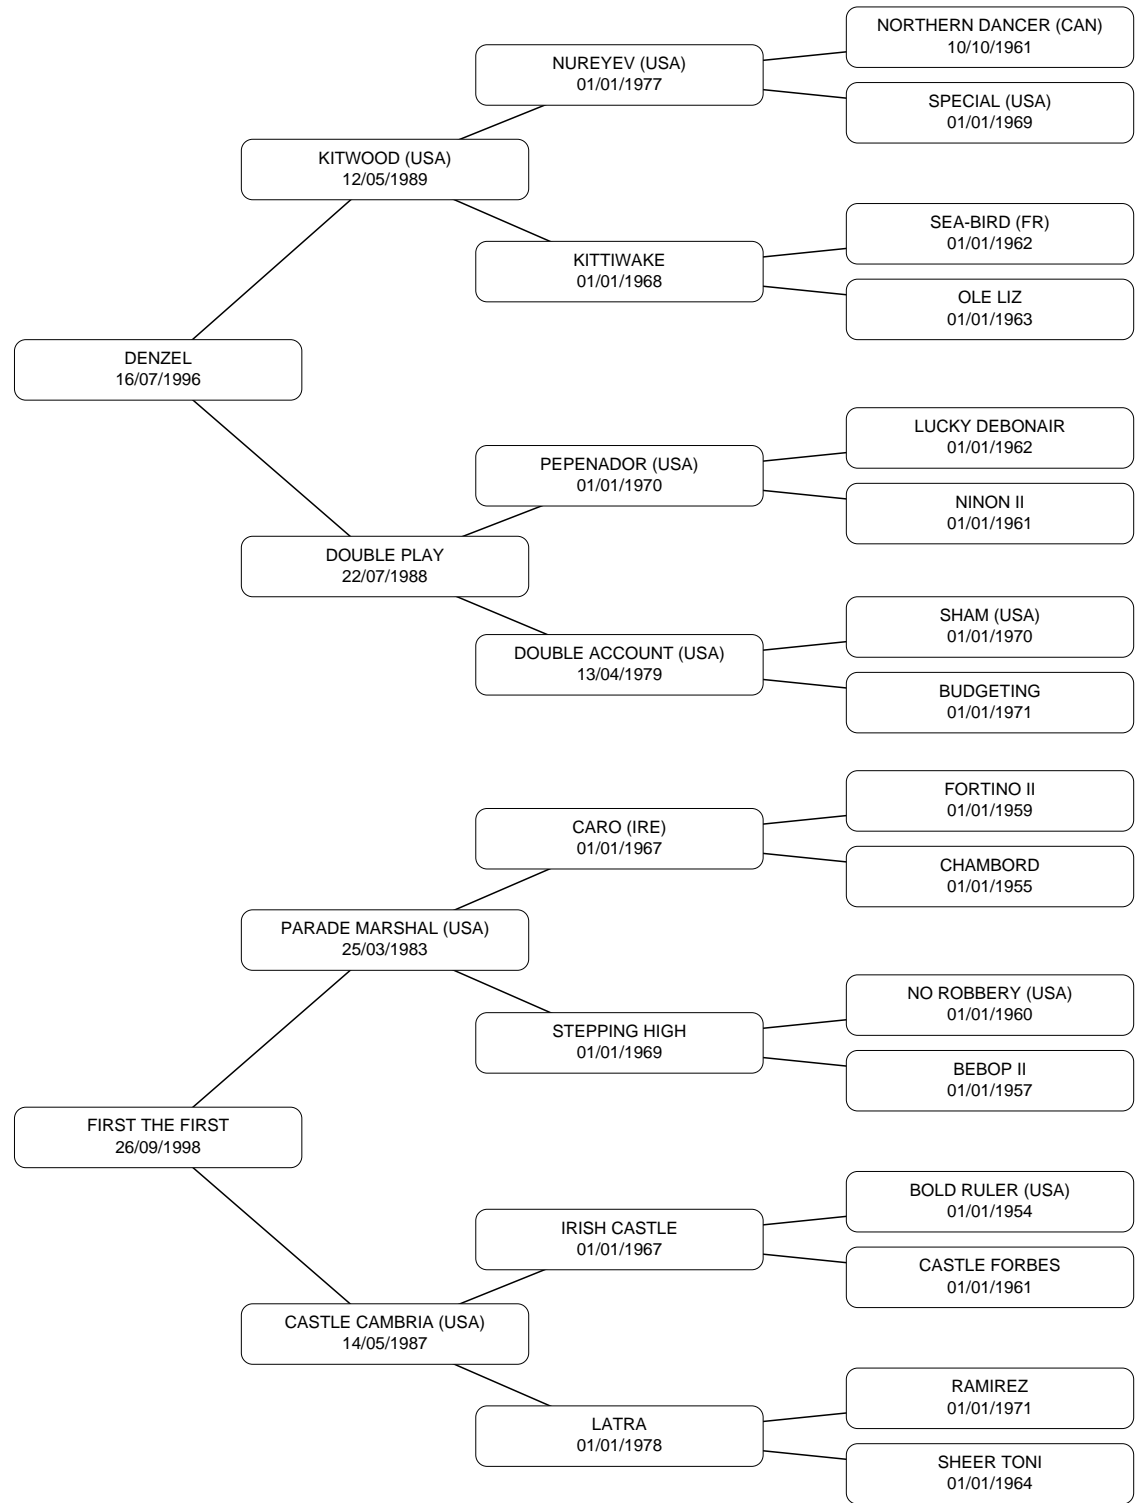 NORTHERN DANCER (CAN)
10/10/1961
NUREYEV (USA)
01/01/1977
SPECIAL (USA)
01/01/1969
KITWOOD (USA)
12/05/1989
SEA-BIRD (FR)
01/01/1962
KITTIWAKE
01/01/1968
OLE LIZ
01/01/1963
DENZEL
16/07/1996
LUCKY DEBONAIR
01/01/1962
PEPENADOR (USA)
01/01/1970
NINON II
01/01/1961
DOUBLE PLAY
22/07/1988
SHAM (USA)
01/01/1970
DOUBLE ACCOUNT (USA)
13/04/1979
BUDGETING
01/01/1971
FORTINO II
01/01/1959
CARO (IRE)
01/01/1967
CHAMBORD
01/01/1955
PARADE MARSHAL (USA)
25/03/1983
NO ROBBERY (USA)
01/01/1960
STEPPING HIGH
01/01/1969
BEBOP II
01/01/1957
FIRST THE FIRST
26/09/1998
BOLD RULER (USA)
01/01/1954
IRISH CASTLE
01/01/1967
CASTLE FORBES
01/01/1961
CASTLE CAMBRIA (USA)
14/05/1987
RAMIREZ
01/01/1971
LATRA
01/01/1978
SHEER TONI
01/01/1964